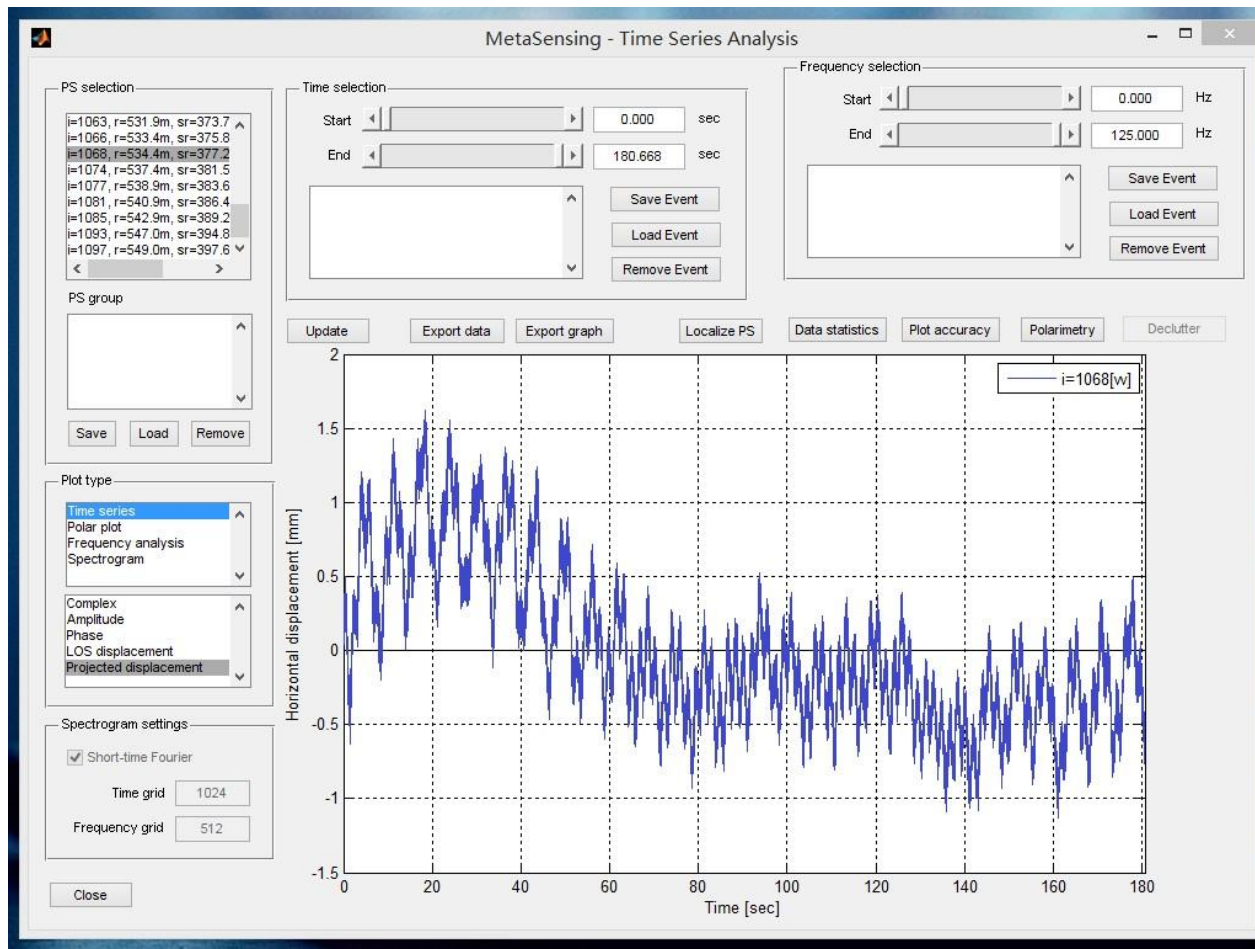 MetaSensing - Time Series Analysis
PS selection
i=1063, r=531.9m, sr=373.7
i=1066, r=533.4m, sr=375.8
i=1068, r=534.4m, sr=377.2
i=1074, r=537.4m, sr=381.5
i=1077, r=538.9m, sr=383.6
i=1081, r=540.9m, sr=386.4
i=1085, r=542.9m, sr=389.2
i=1093, r=547.0m, sr=394.8
i=1097, r=549.0m, sr=397.6
PS group
Save Load Remove
Time selection
Start 0.000 sec
End 180.668 sec
Save Event
Load Event
Remove Event
Frequency selection
Start 0.000 Hz
End 125.000 Hz
Save Event
Load Event
Remove Event
Update Export data Export graph Localize PS Data statistics Plot accuracy Polarimetry Declutter
Plot type
Time series
Polar plot
Frequency analysis
Spectrogram
Complex
Amplitude
Phase
LOS displacement
Projected displacement
Spectrogram settings
Short-time Fourier
Time grid 1024
Frequency grid 512
Close
i=1068[w]
Horizontal displacement [mm]
2
1.5
1
0.5
0
-0.5
-1
-1.5
0 20 40 60 80 100 120 140 160 180
Time [sec]